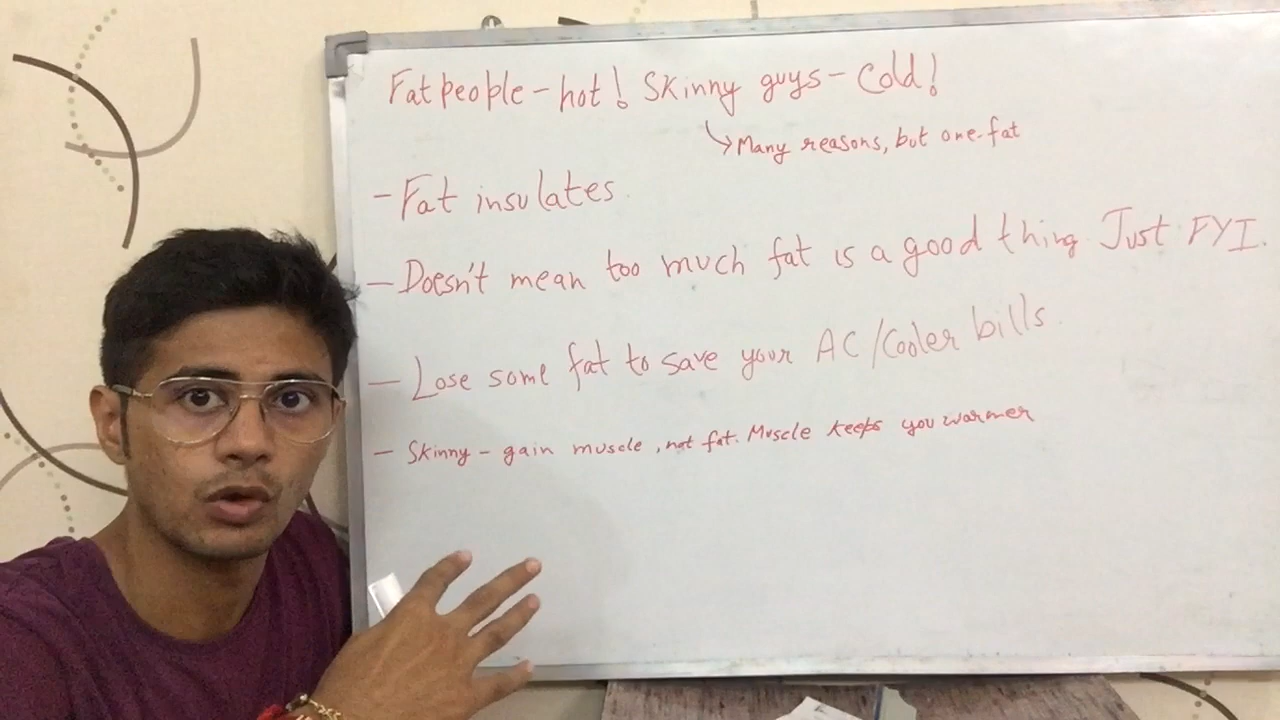 Fat people - hot! Skinny guys - Cold!
↳ Many reasons, but one-fat
- Fat insulates.
- Doesn't mean too much fat is a good thing Just FYI.
- Lose some fat to save your AC/Cooler bills.
- Skinny - gain muscle, not fat. Muscle keeps you warmer